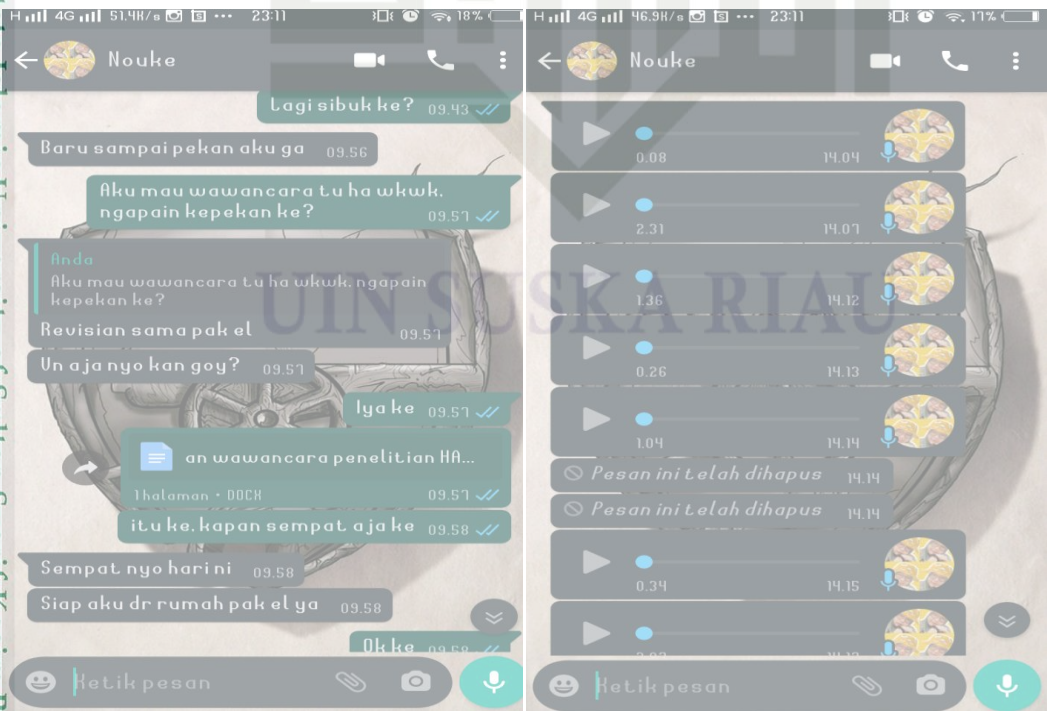 H 4G 51.4K/s 23:11 18%
Nouke
Lagi sibuk ke? 09.43
Baru sampai pekan aku ga 09.56
Aku mau wawancara tu ha wkwk.
ngapain kepekan ke? 09.57
Anda
Aku mau wawancara tu ha wkwk. ngapain
kepekan ke?
Revisian sama pak el 09.57
Un aja nyo kan goy? 09.57
Iya ke 09.57
an wawancara penelitian HA...
1 halaman • DOCX 09.57
itu ke. kapan sempat aja ke 09.58
Sempat nyo hari ni 09.58
Siap aku dr rumah pak el ya 09.58
Ok ke 09.58
Ketik pesan
H 4G 46.9K/s 23:11 17%
Nouke
0.08 14.04
2.31 14.07
1.36 14.12
0.26 14.13
1.04 14.14
Pesan ini telah dihapus 14.14
Pesan ini telah dihapus 14.14
0.34 14.15
Ketik pesan
UIN SUSKA RIAU